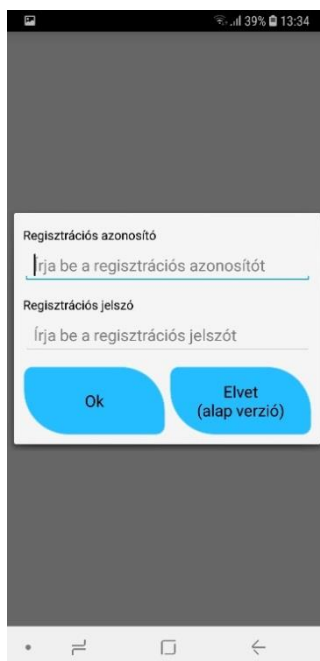 39% 13:34
Regisztrációs azonosító
Írja be a regisztrációs azonosítót
Regisztrációs jelszó
Írja be a regisztrációs jelszót
Ok
Elvet
(alap verzió)